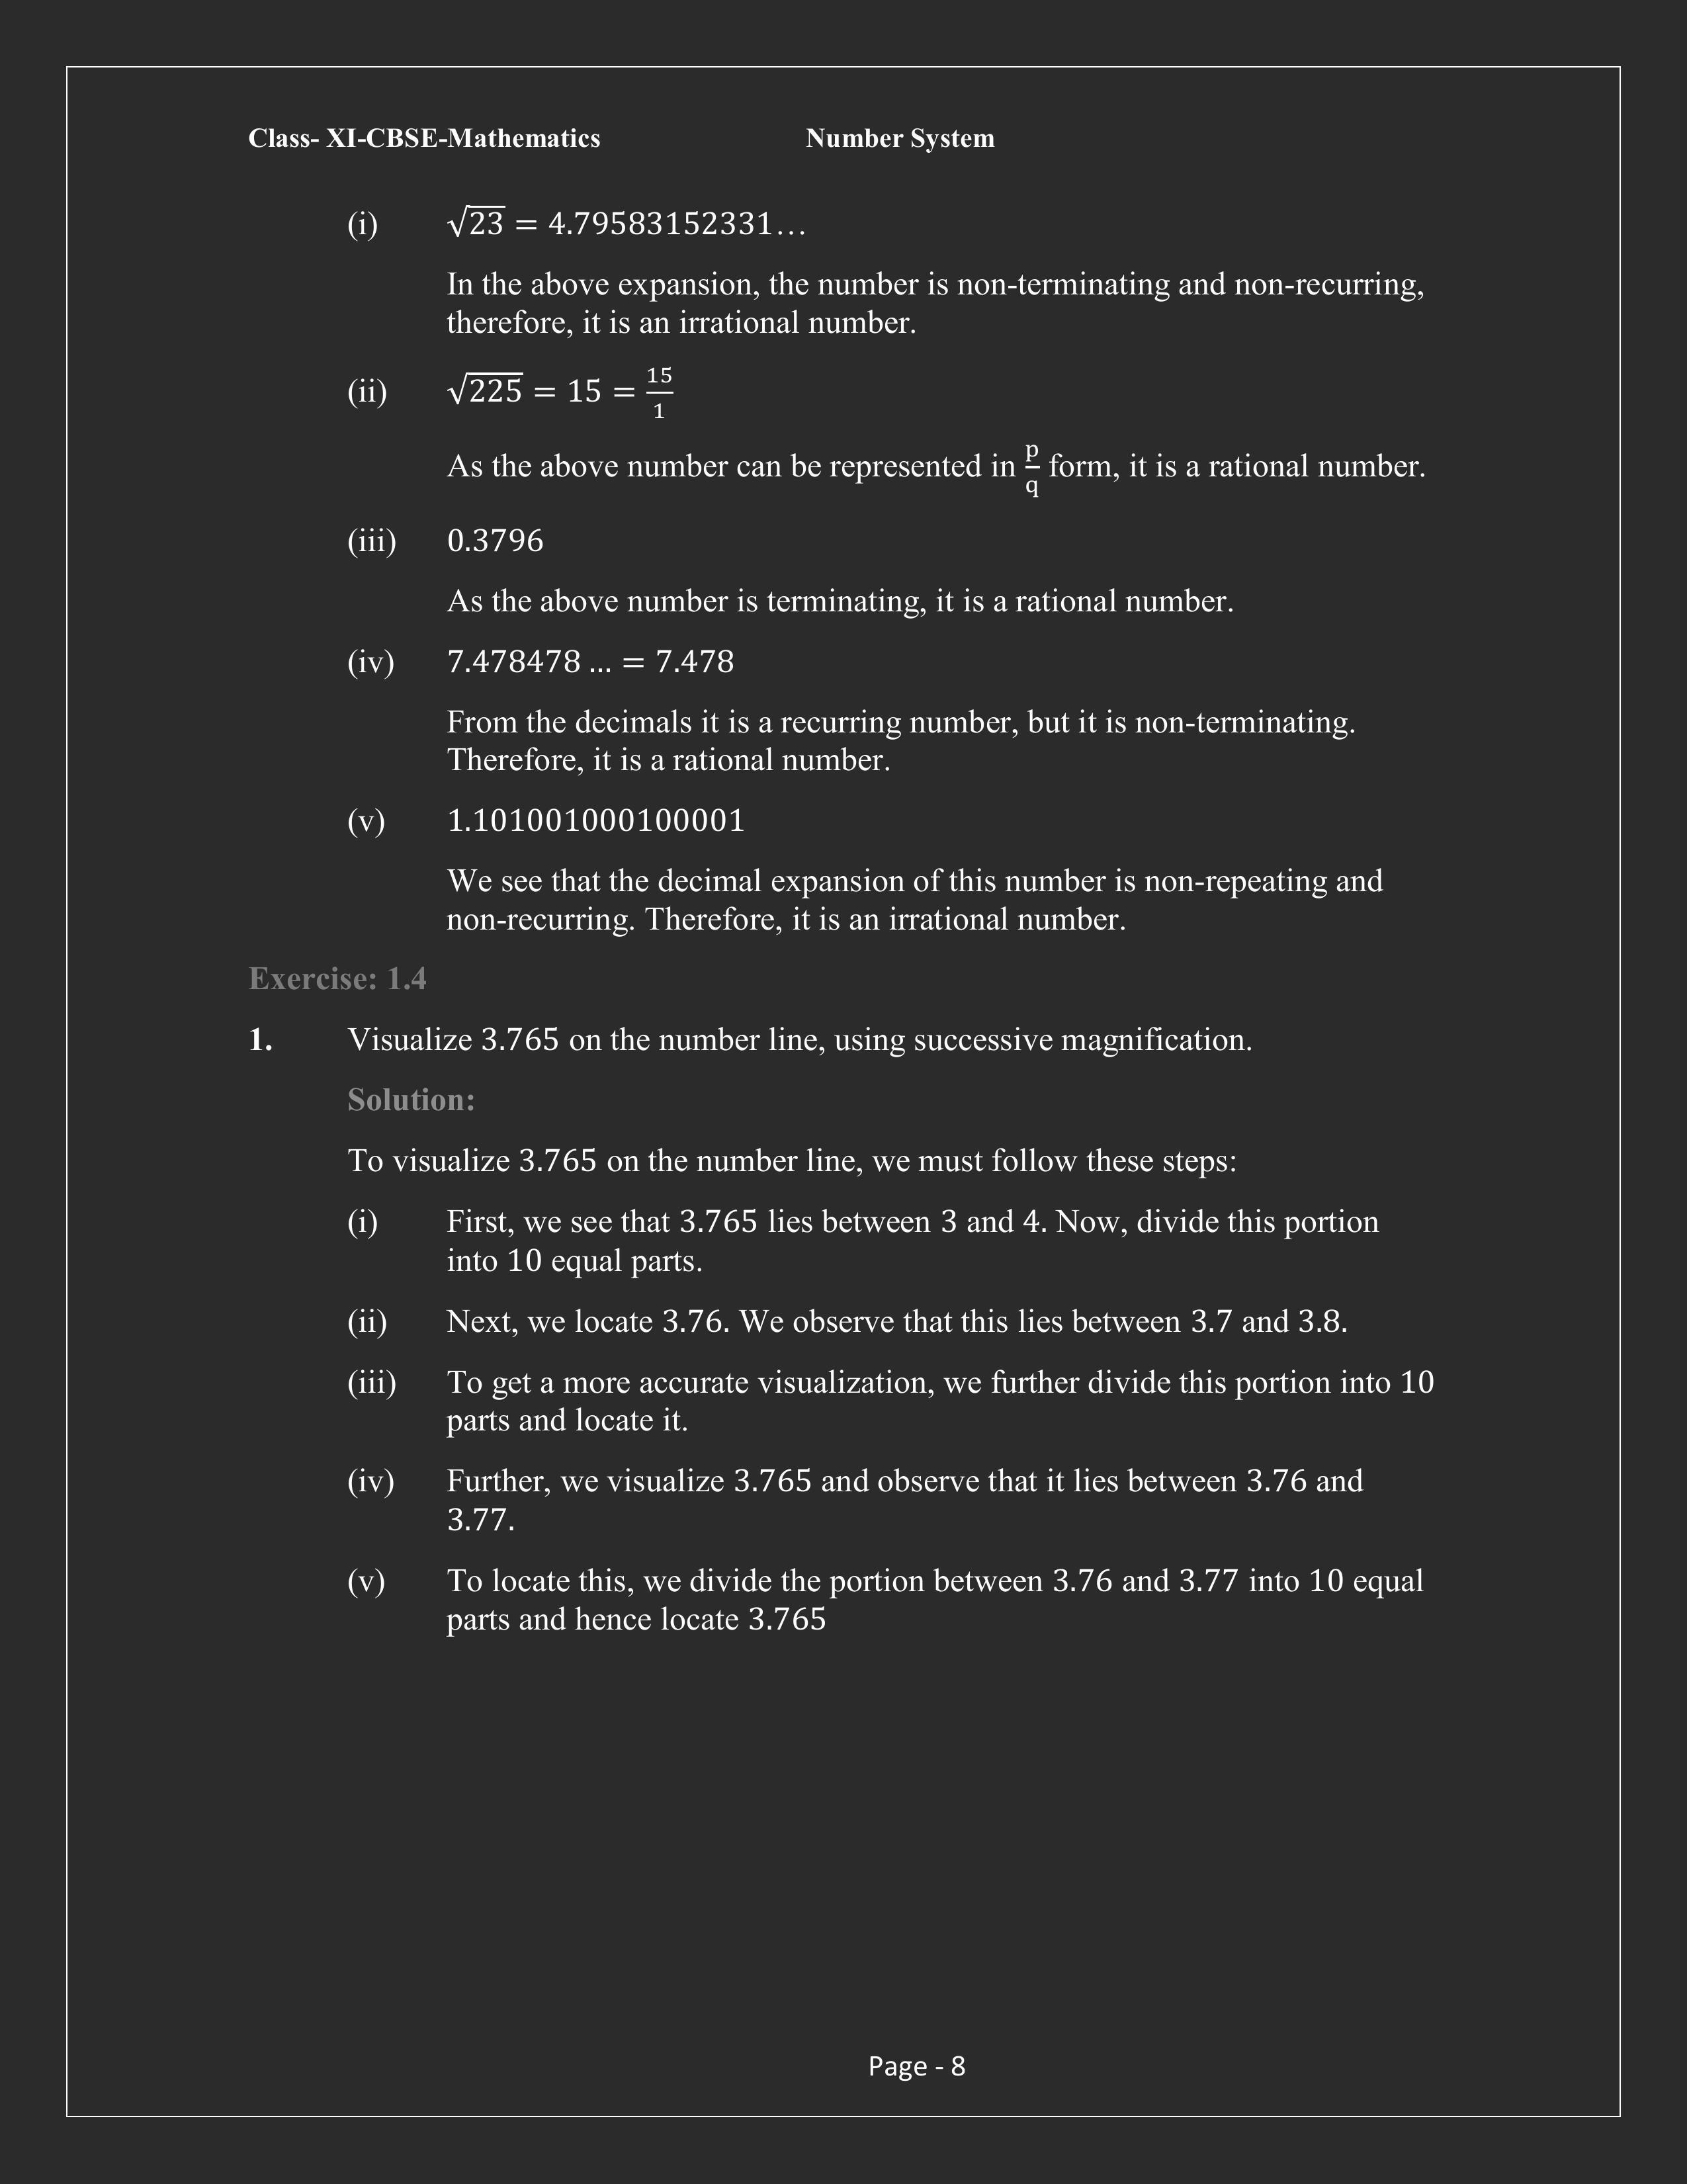 Class- XI-CBSE-Mathematics Number System
(i) √23 = 4.79583152331…
In the above expansion, the number is non-terminating and non-recurring,
therefore, it is an irrational number.
(ii) √225 = 15 = 15/1
As the above number can be represented in p/q form, it is a rational number.
(iii) 0.3796
As the above number is terminating, it is a rational number.
(iv) 7.478478 … = 7.478
From the decimals it is a recurring number, but it is non-terminating.
Therefore, it is a rational number.
(v) 1.101001000100001
We see that the decimal expansion of this number is non-repeating and
non-recurring. Therefore, it is an irrational number.
Exercise: 1.4
1. Visualize 3.765 on the number line, using successive magnification.
Solution:
To visualize 3.765 on the number line, we must follow these steps:
(i) First, we see that 3.765 lies between 3 and 4. Now, divide this portion
into 10 equal parts.
(ii) Next, we locate 3.76. We observe that this lies between 3.7 and 3.8.
(iii) To get a more accurate visualization, we further divide this portion into 10
parts and locate it.
(iv) Further, we visualize 3.765 and observe that it lies between 3.76 and
3.77.
(v) To locate this, we divide the portion between 3.76 and 3.77 into 10 equal
parts and hence locate 3.765
Page - 8